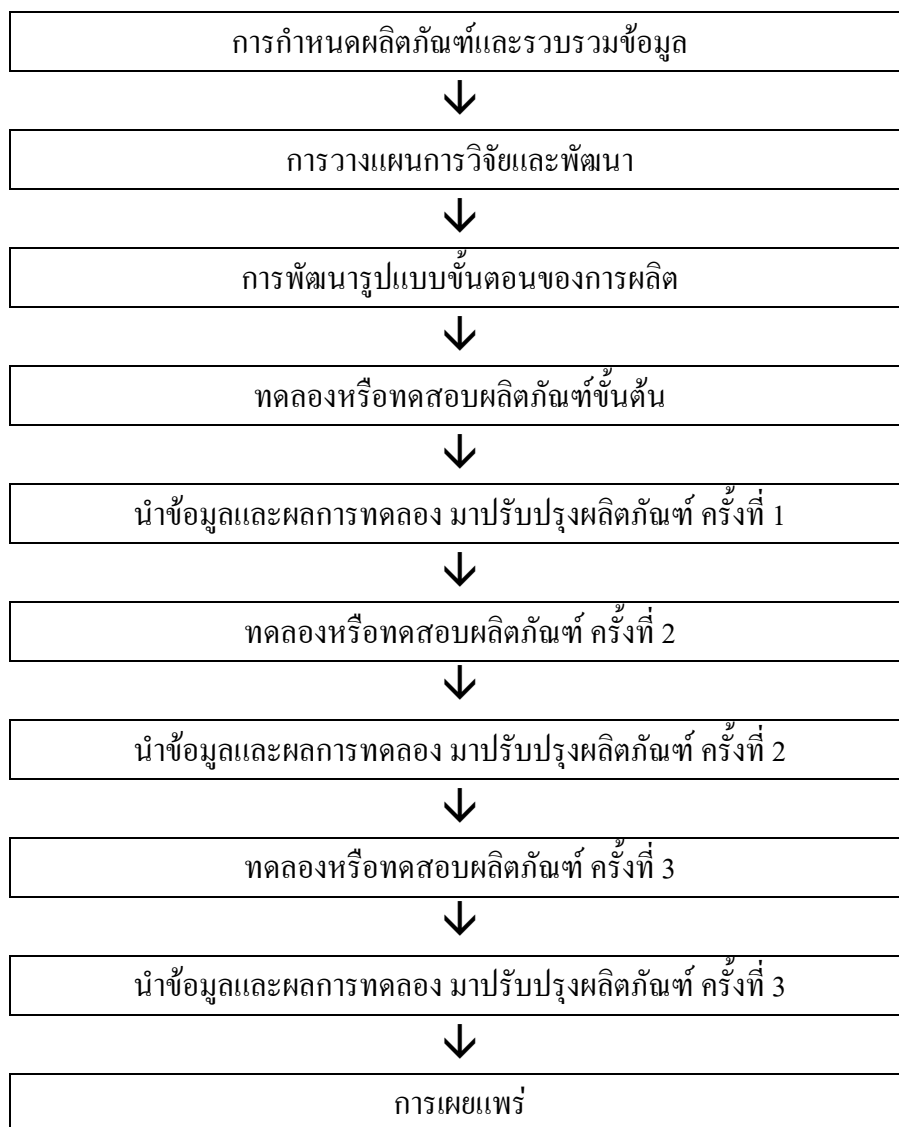 การกำหนดผลิตภัณฑ์และรวบรวมข้อมูล
การวางแผนการวิจัยและพัฒนา
การพัฒนารูปแบบขั้นตอนของการผลิต
ทดลองหรือทดสอบผลิตภัณฑ์ขั้นต้น
นำข้อมูลและผลการทดลอง มาปรับปรุงผลิตภัณฑ์ ครั้งที่ 1
ทดลองหรือทดสอบผลิตภัณฑ์ ครั้งที่ 2
นำข้อมูลและผลการทดลอง มาปรับปรุงผลิตภัณฑ์ ครั้งที่ 2
ทดลองหรือทดสอบผลิตภัณฑ์ ครั้งที่ 3
นำข้อมูลและผลการทดลอง มาปรับปรุงผลิตภัณฑ์ ครั้งที่ 3
การเผยแพร่